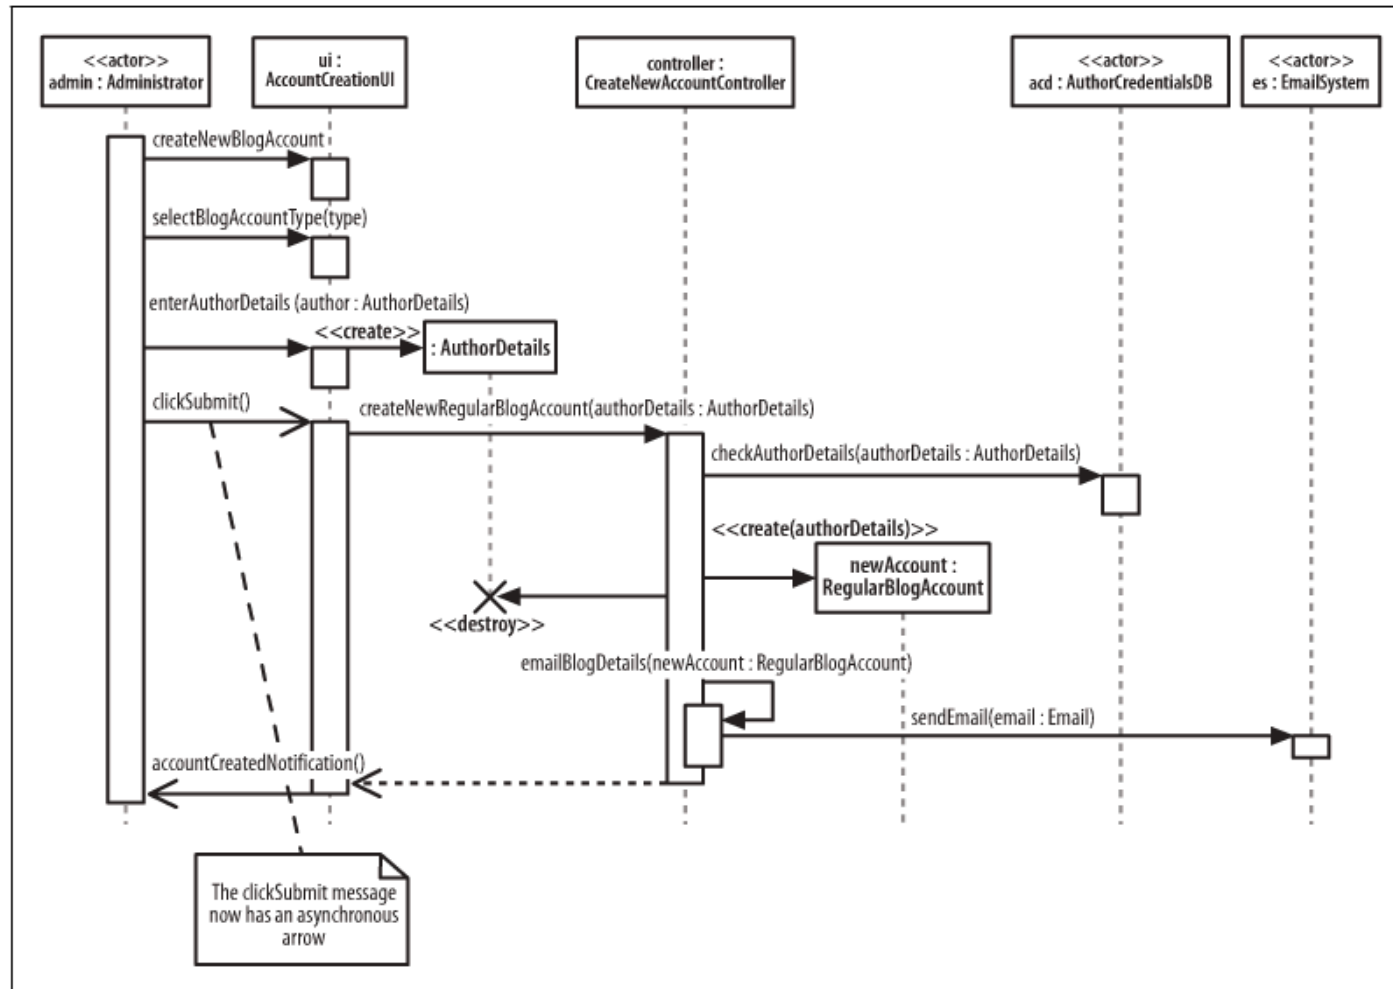 <<actor>>
admin : Administrator
ui :
AccountCreationUI
controller :
CreateNewAccountController
<<actor>>
acd : AuthorCredentialsDB
<<actor>>
es : EmailSystem
createNewBlogAccount
selectBlogAccountType(type)
enterAuthorDetails (author : AuthorDetails)
<<create>>
: AuthorDetails
clickSubmit()
createNewRegularBlogAccount(authorDetails : AuthorDetails)
checkAuthorDetails(authorDetails : AuthorDetails)
<<create(authorDetails)>>
newAccount :
RegularBlogAccount
<<destroy>>
emailBlogDetails(newAccount : RegularBlogAccount)
sendEmail(email : Email)
accountCreatedNotification()
The clickSubmit message
now has an asynchronous
arrow